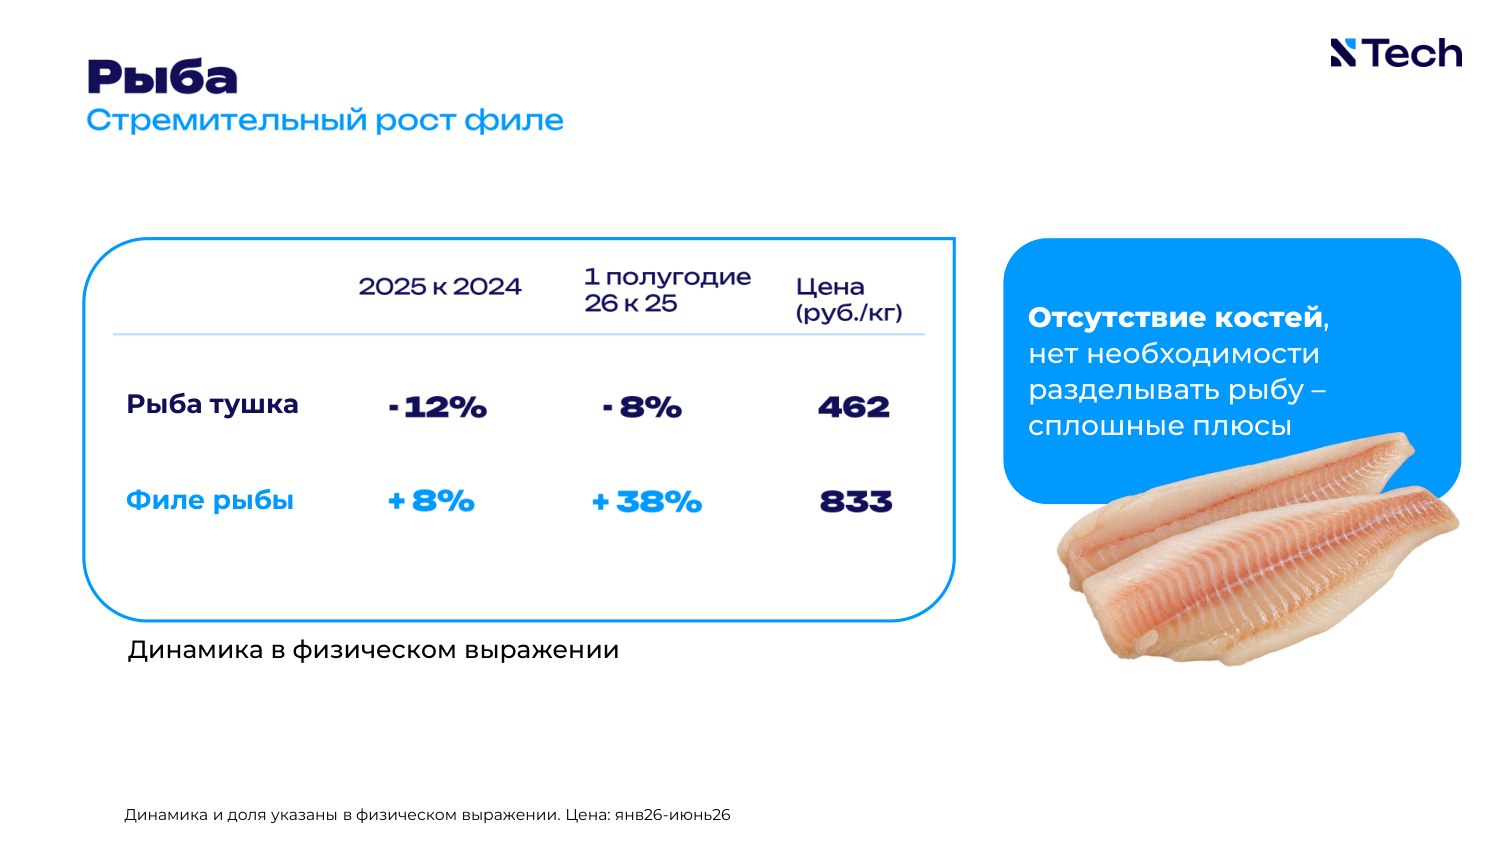 Tech
Рыба
Стремительный рост филе
2025 к 2024
1 полугодие
26 к 25
Цена
(руб./кг)
Рыба тушка
- 12%
- 8%
462
Филе рыбы
+ 8%
+ 38%
833
Динамика в физическом выражении
Отсутствие костей,
нет необходимости
разделывать рыбу –
сплошные плюсы
Динамика и доля указаны в физическом выражении. Цена: янв26-июнь26